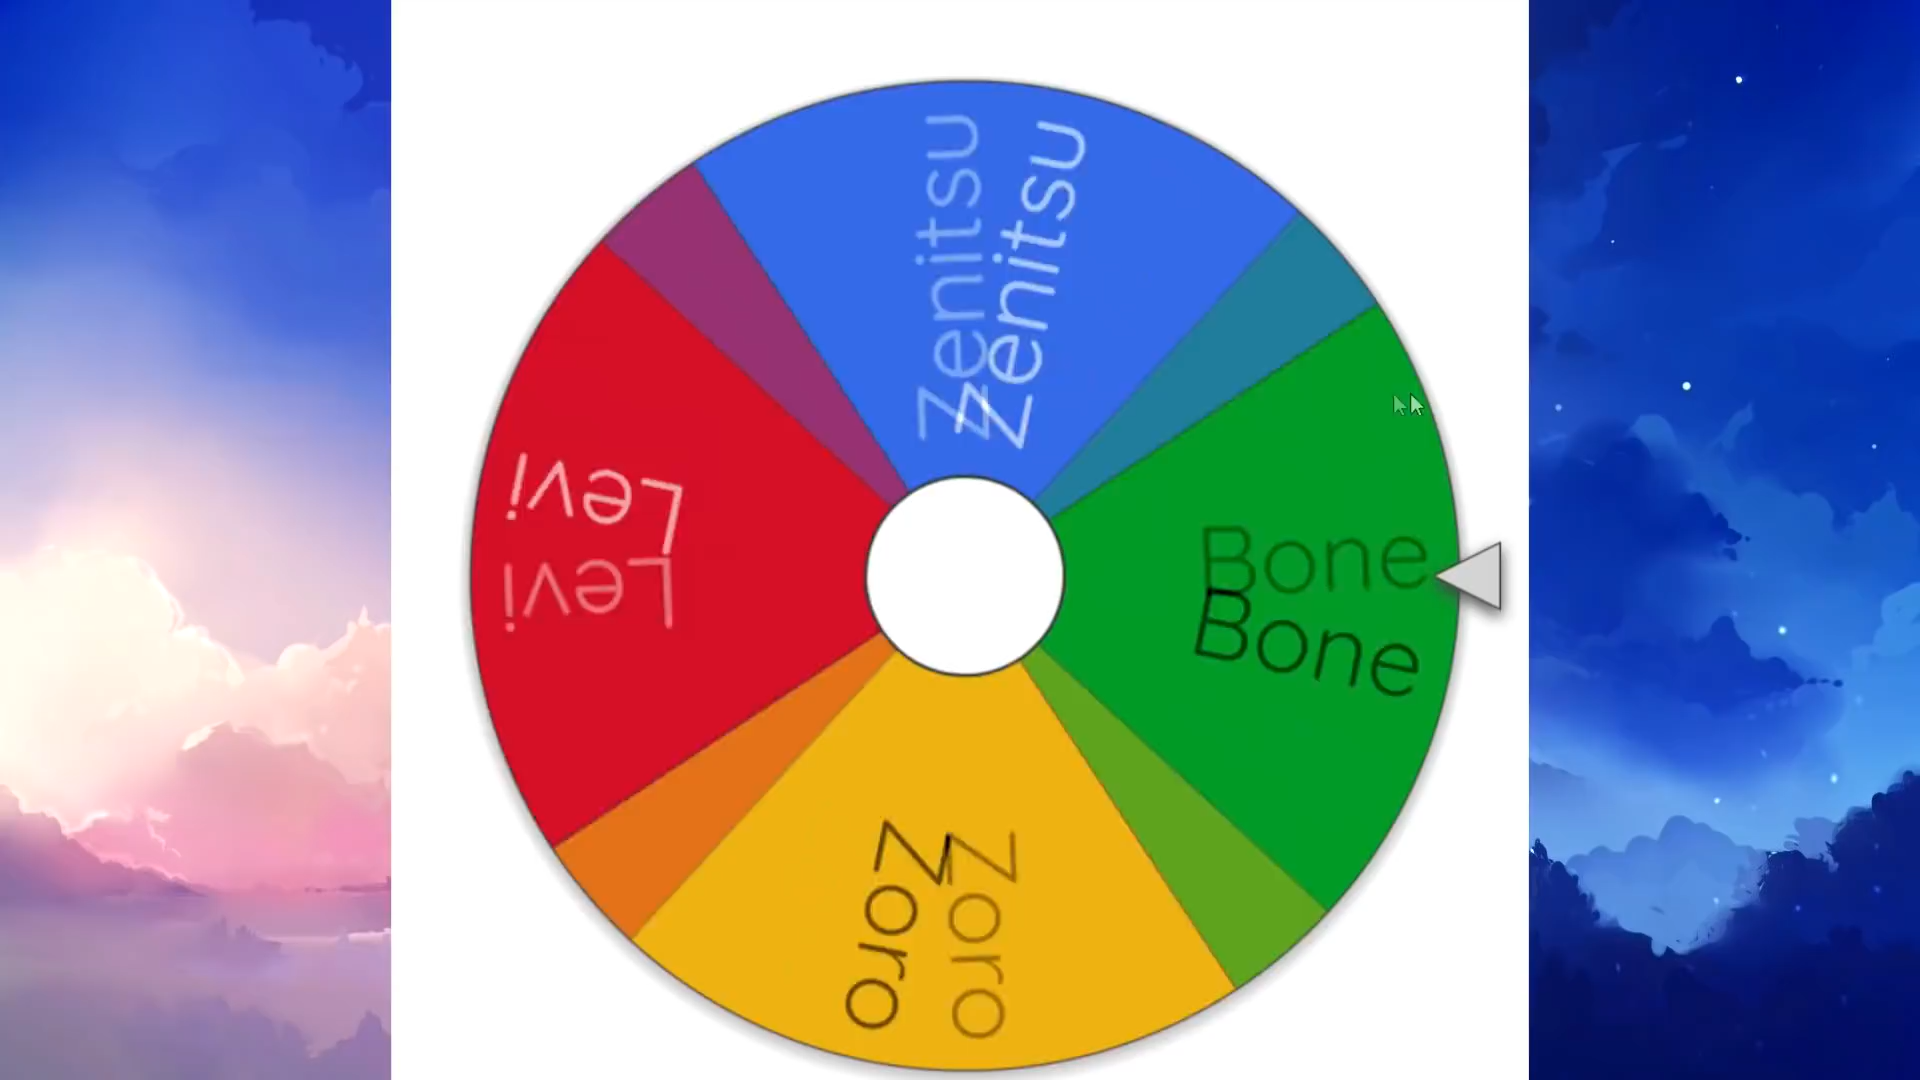 Zenitsu
Zenitsu
Levi
Levi
Bone
Bone
Zoro
Zoro